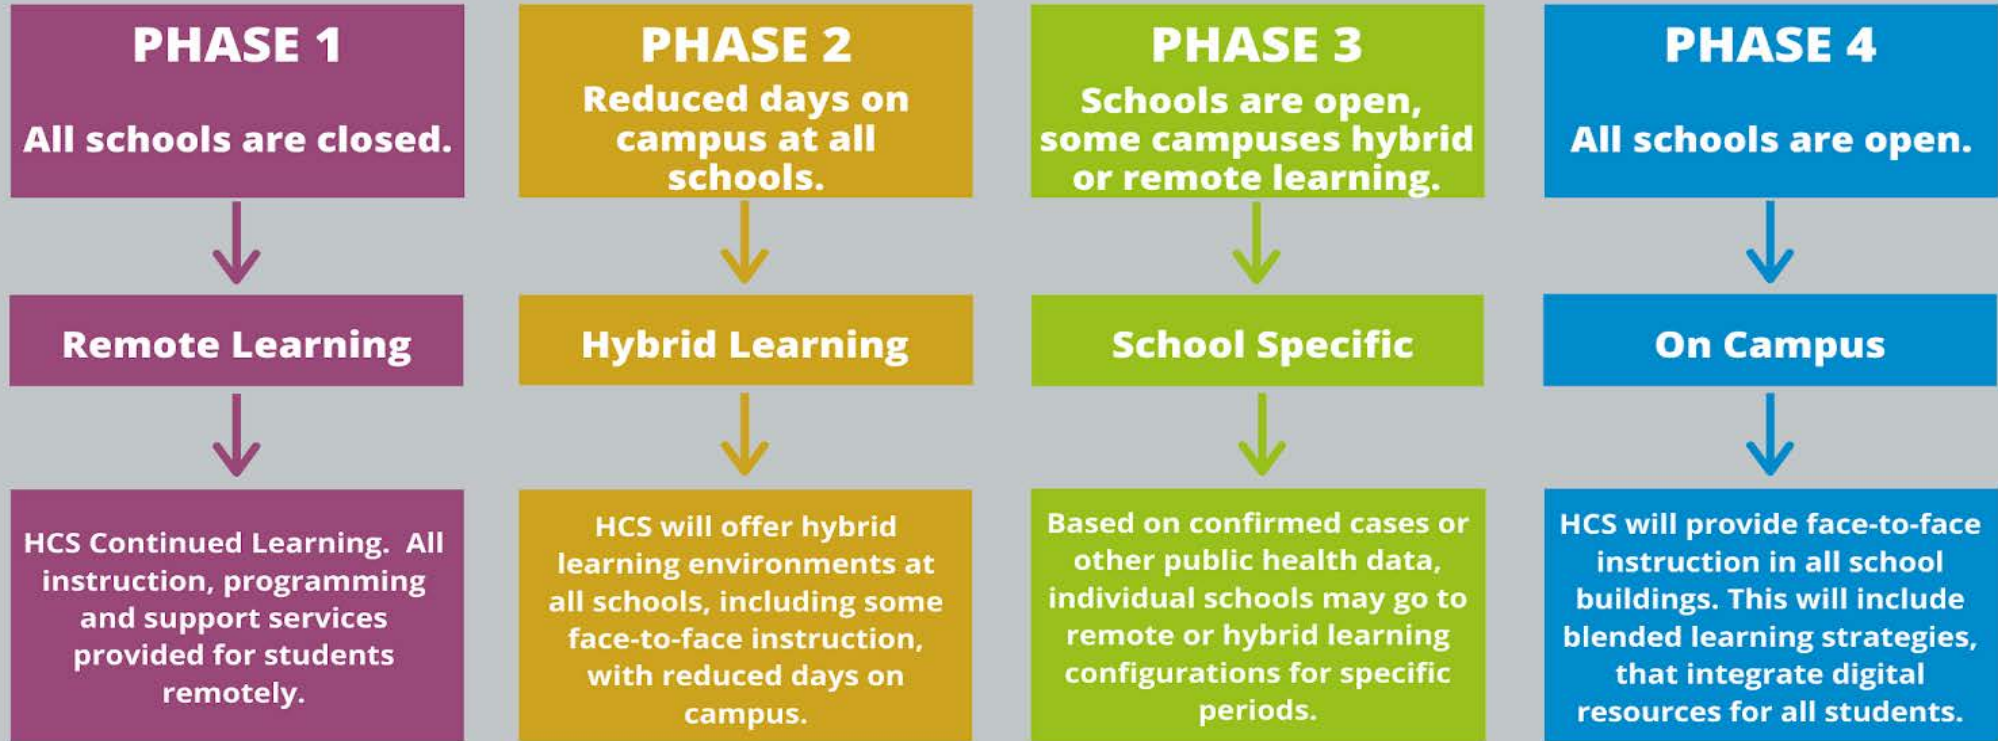 PHASE 1
All schools are closed.
Remote Learning
HCS Continued Learning. All
instruction, programming
and support services
provided for students
remotely.
PHASE 2
Reduced days on
campus at all
schools.
Hybrid Learning
HCS will offer hybrid
learning environments at
all schools, including some
face-to-face instruction,
with reduced days on
campus.
PHASE 3
Schools are open,
some campuses hybrid
or remote learning.
School Specific
Based on confirmed cases or
other public health data,
individual schools may go to
remote or hybrid learning
configurations for specific
periods.
PHASE 4
All schools are open.
On Campus
HCS will provide face-to-face
instruction in all school
buildings. This will include
blended learning strategies,
that integrate digital
resources for all students.